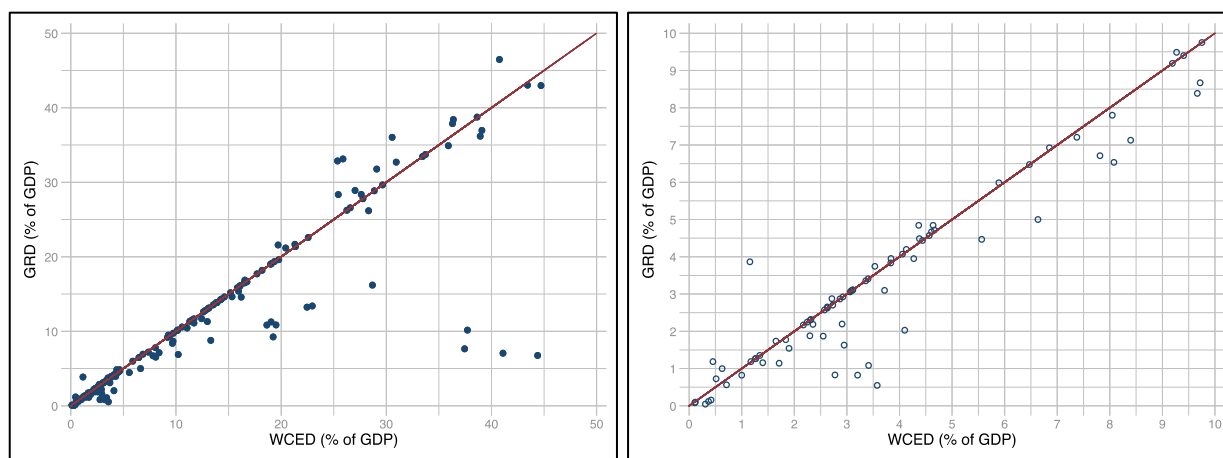 50
40
30
20
10
0
GRD (% of GDP)
0 10 20 30 40 50
WCED (% of GDP)
10
9
8
7
6
5
4
3
2
1
0
GRD (% of GDP)
0 1 2 3 4 5 6 7 8 9 10
WCED (% of GDP)